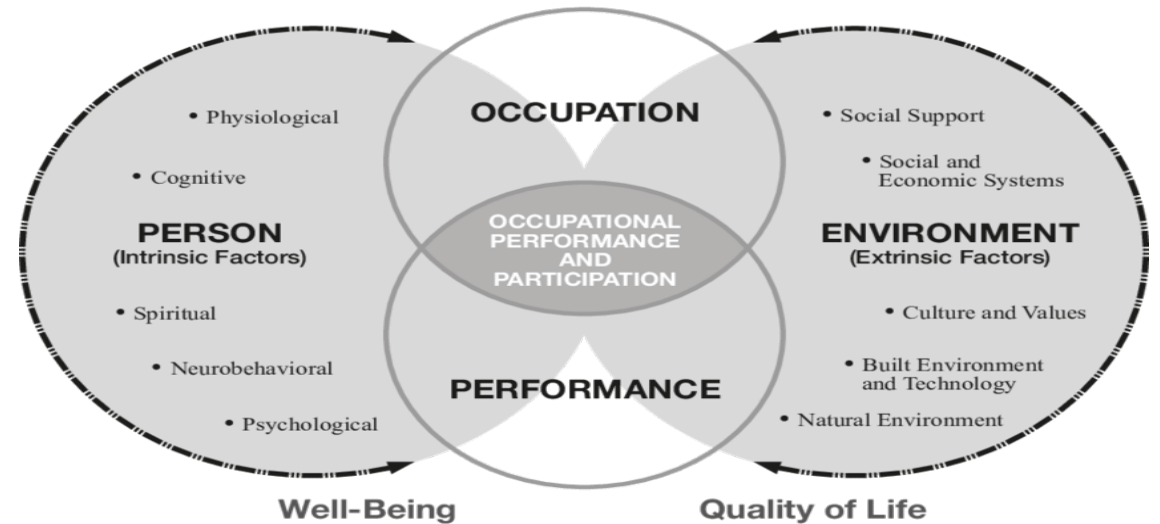 OCCUPATION
• Physiological
• Cognitive
PERSON
(Intrinsic Factors)
• Spiritual
• Neurobehavioral
• Psychological
OCCUPATIONAL
PERFORMANCE
AND
PARTICIPATION
• Social Support
• Social and
Economic Systems
ENVIRONMENT
(Extrinsic Factors)
• Culture and Values
• Built Environment
and Technology
• Natural Environment
PERFORMANCE
Well-Being
Quality of Life